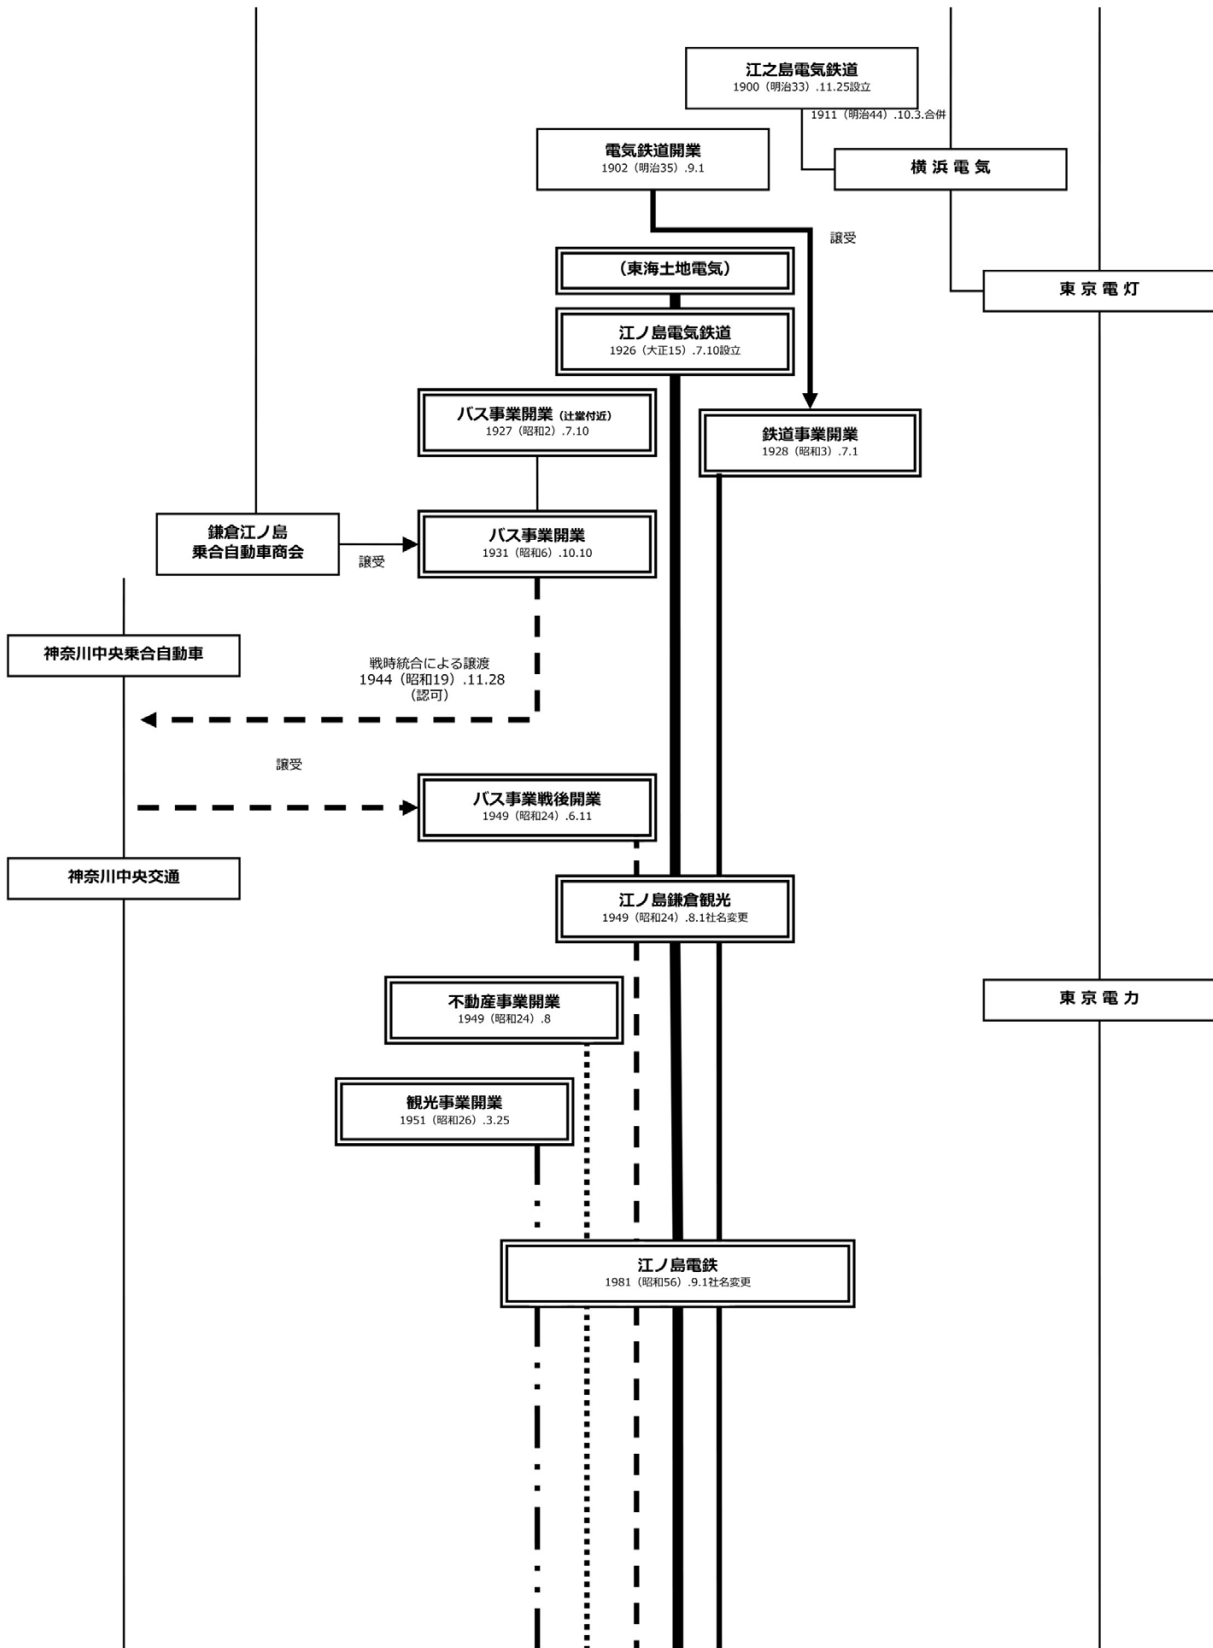 江之島電気鉄道
1900（明治33）.11.25設立
1911（明治44）.10.3.合併
電気鉄道開業
1902（明治35）.9.1
横浜電気
譲受
（東海土地電気）
東京電灯
江ノ島電気鉄道
1926（大正15）.7.10設立
バス事業開業（辻堂付近）
1927（昭和2）.7.10
鉄道事業開業
1928（昭和3）.7.1
鎌倉江ノ島
乗合自動車商会
譲受
バス事業開業
1931（昭和6）.10.10
神奈川中央乗合自動車
戦時統合による譲渡
1944（昭和19）.11.28
（認可）
譲受
バス事業戦後開業
1949（昭和24）.6.11
神奈川中央交通
江ノ島鎌倉観光
1949（昭和24）.8.1社名変更
不動産事業開業
1949（昭和24）.8
東京電力
観光事業開業
1951（昭和26）.3.25
江ノ島電鉄
1981（昭和56）.9.1社名変更